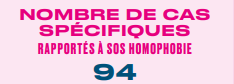 NOMBRE DE CAS
SPÉCIFIQUES
RAPPORTÉS À SOS HOMOPHOBIE
94